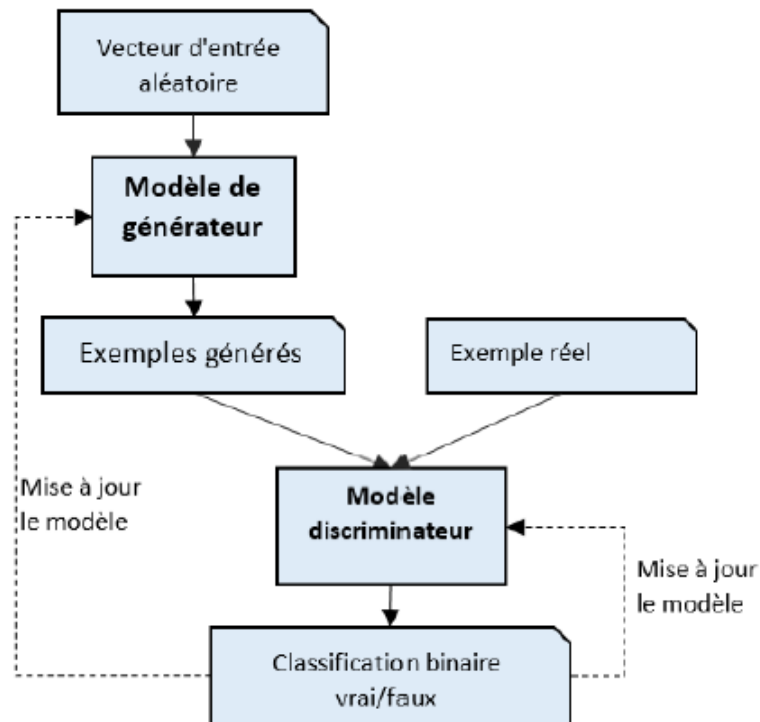 Vecteur d'entrée
aléatoire
Modèle de
générateur
Exemples générés
Exemple réel
Mise à jour
le modèle
Modèle
discriminateur
Mise à jour
le modèle
Classification binaire
vrai/faux